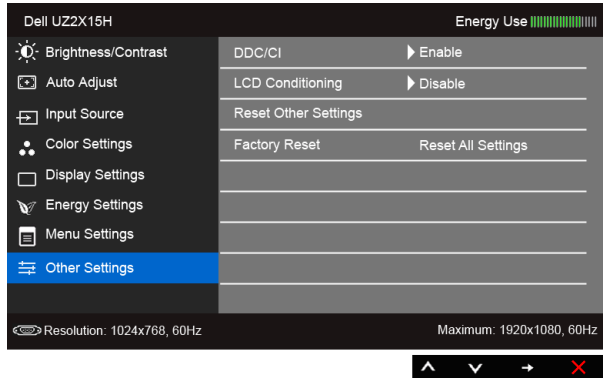 Dell UZ2X15H
Energy Use
Brightness/Contrast
Auto Adjust
Input Source
Color Settings
Display Settings
Energy Settings
Menu Settings
Other Settings
DDC/CI Enable
LCD Conditioning Disable
Reset Other Settings
Factory Reset Reset All Settings
Resolution: 1024x768, 60Hz
Maximum: 1920x1080, 60Hz